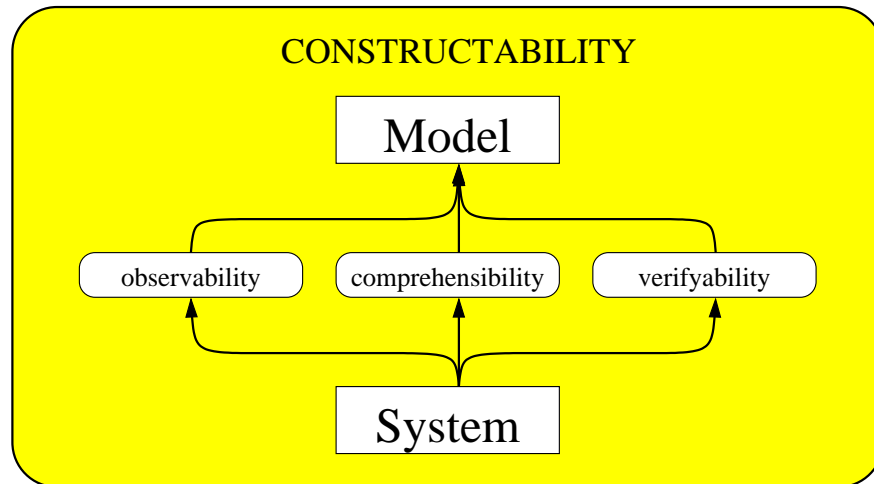 CONSTRUCTABILITY
Model
observability
comprehensibility
verifyability
System